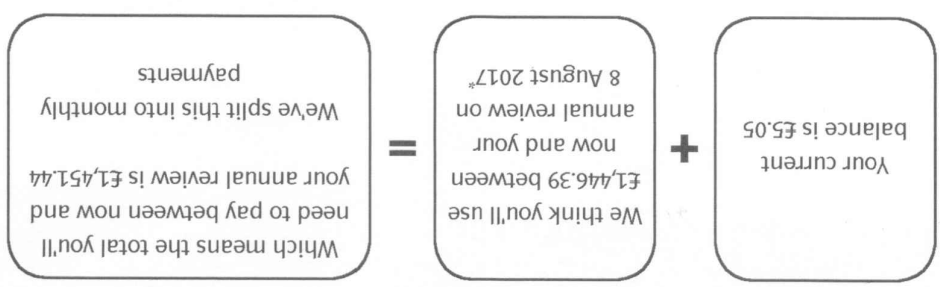 Your current
balance is £5.05
+
We think you'll use
£1,446.39 between
now and your
annual review on
8 August 2017*
=
Which means the total you'll
need to pay between now and
your annual review is £1,451.44
We've split this into monthly
payments